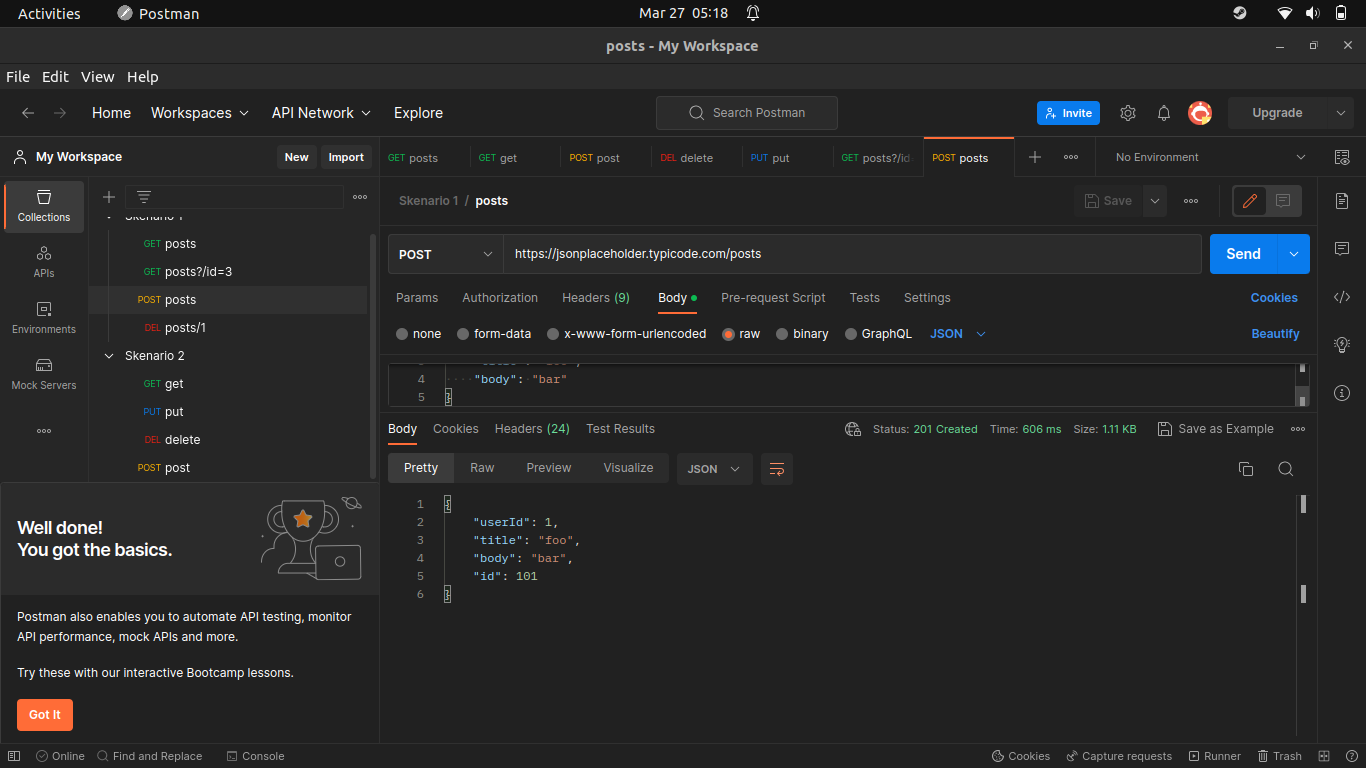 Activities Postman Mar 27 05:18
posts - My Workspace
File Edit View Help
Home Workspaces API Network Explore Search Postman Invite Upgrade
My Workspace New Import GET posts GET get POST post DEL delete PUT put GET posts?/id= POST posts No Environment
Collections
APIs
Environments
Mock Servers
Skenario 1
GET posts
GET posts?/id=3
POST posts
DEL posts/1
Skenario 2
GET get
PUT put
DEL delete
POST post
Well done!
You got the basics.
Postman also enables you to automate API testing, monitor
API performance, mock APIs and more.
Try these with our interactive Bootcamp lessons.
Got It
Skenario 1 / posts Save
POST https://jsonplaceholder.typicode.com/posts Send
Params Authorization Headers (9) Body Pre-request Script Tests Settings Cookies
none form-data x-www-form-urlencoded raw binary GraphQL JSON Beautify
4 "body": "bar"
5 }
Body Cookies Headers (24) Test Results Status: 201 Created Time: 606 ms Size: 1.11 KB Save as Example
Pretty Raw Preview Visualize JSON
1 {
2 "userId": 1,
3 "title": "foo",
4 "body": "bar",
5 "id": 101
6 }
Online Find and Replace Console Cookies Capture requests Runner Trash